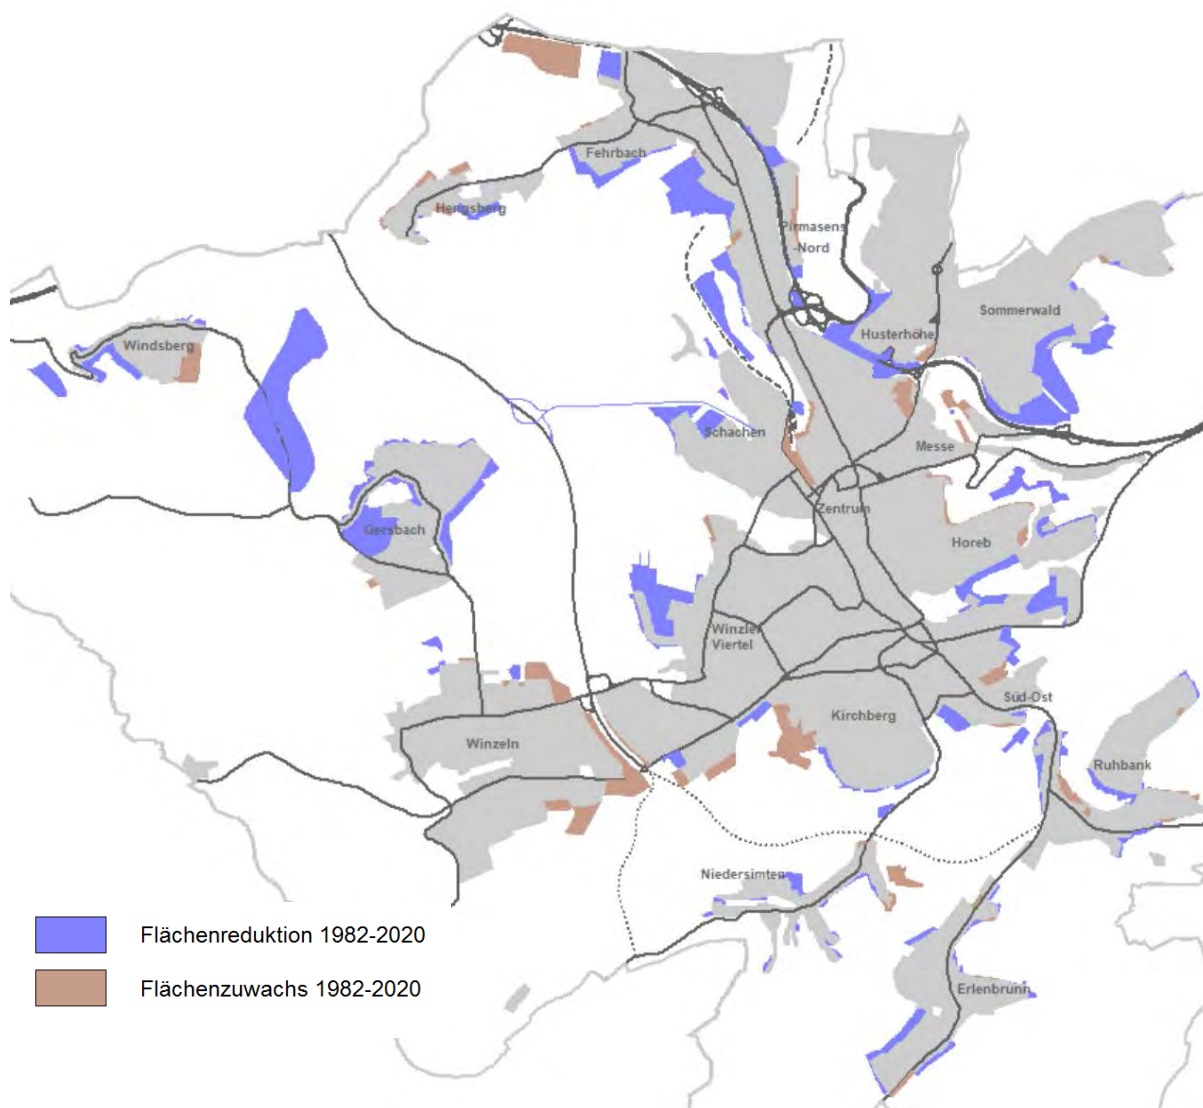 Fehrbach
Hengsberg
Pirmasens
-Nord
Sommerwald
Husterhöhe
Windsberg
Schachen
Messe
Zentrum
Gersbach
Horeb
Winzler
Viertel
Süd-Ost
Kirchberg
Winzeln
Ruhbank
Niedersimten
Flächenreduktion 1982-2020
Flächenzuwachs 1982-2020
Erlenbrunn